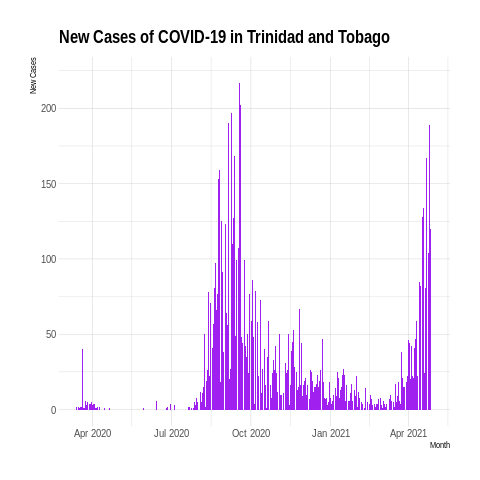 New Cases of COVID-19 in Trinidad and Tobago
New Cases
200
150
100
50
0
Apr 2020 Jul 2020 Oct 2020 Jan 2021 Apr 2021
Month